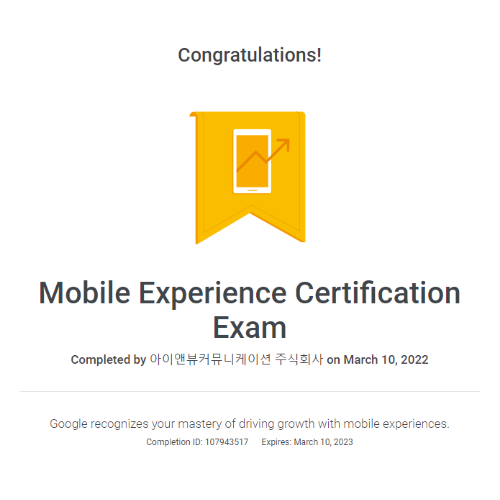 Congratulations!
Mobile Experience Certification
Exam
Completed by 아이앤뷰커뮤니케이션 주식회사 on March 10, 2022
Google recognizes your mastery of driving growth with mobile experiences.
Completion ID: 107943517 Expires: March 10, 2023